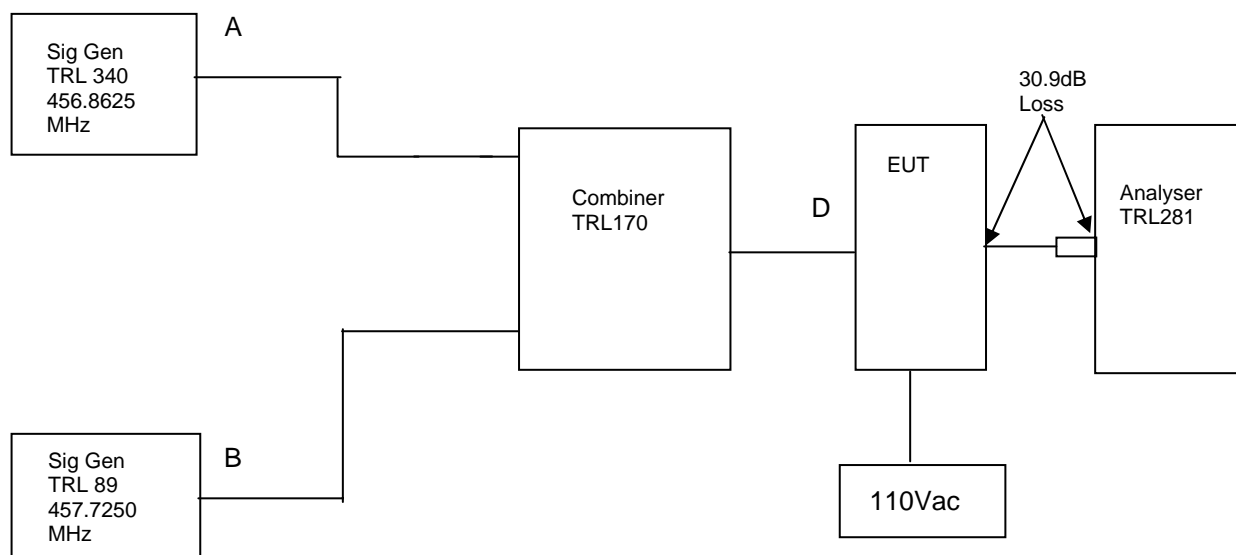 A
Sig Gen
TRL 340
456.8625
MHz
30.9dB
Loss
EUT
Combiner
TRL170
D
Analyser
TRL281
B
Sig Gen
TRL 89
457.7250
MHz
110Vac